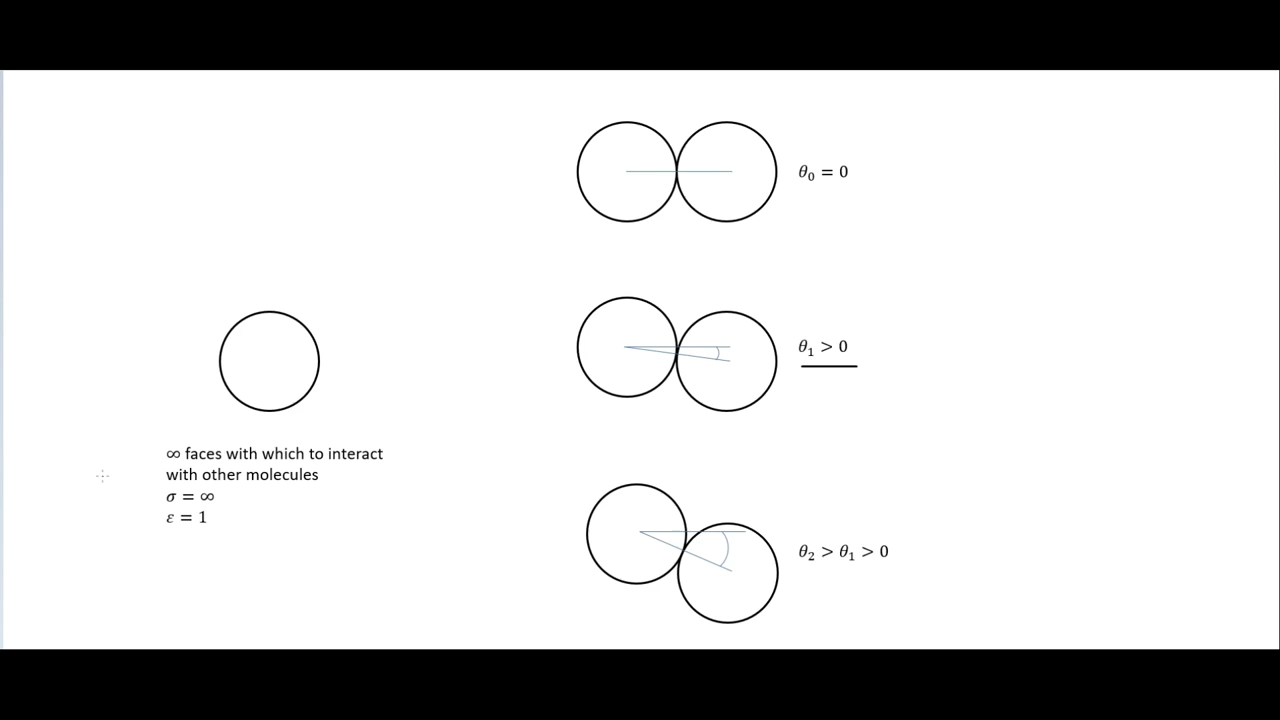 θ₀ = 0
θ₁ > 0
∞ faces with which to interact
with other molecules
σ = ∞
ε = 1
θ₂ > θ₁ > 0